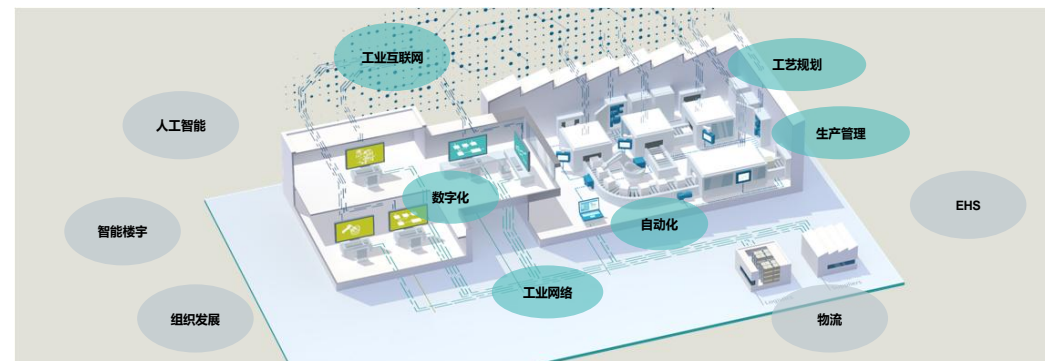 工业互联网
工艺规划
人工智能
生产管理
数字化
EHS
智能楼宇
自动化
工业网络
组织发展
物流